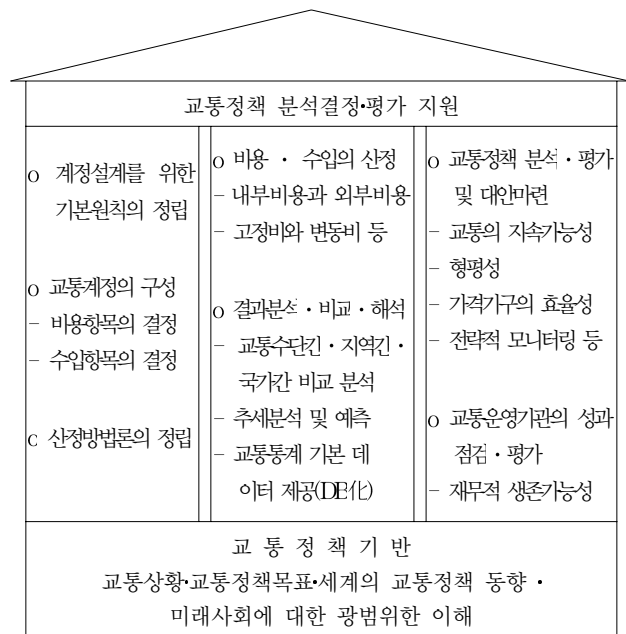 교통정책 분석결정•평가 지원
o 계정설계를 위한
기본원칙의 정립
o 교통계정의 구성
- 비용항목의 결정
- 수입항목의 결정
o 산정방법론의 정립
o 비용 · 수입의 산정
- 내부비용과 외부비용
- 고정비와 변동비 등
o 결과분석 · 비교 · 해석
- 교통수단간 · 지역간 ·
국가간 비교 분석
- 추세분석 및 예측
- 교통통계 기본 데
이터 제공(DB化)
o 교통정책 분석 · 평가
및 대안마련
- 교통의 지속가능성
- 형평성
- 가격기구의 효율성
- 전략적 모니터링 등
o 교통운영기관의 성과
점검 · 평가
- 재무적 생존가능성
교 통 정 책 기 반
교통상황•교통정책목표•세계의 교통정책 동향 ·
미래사회에 대한 광범위한 이해